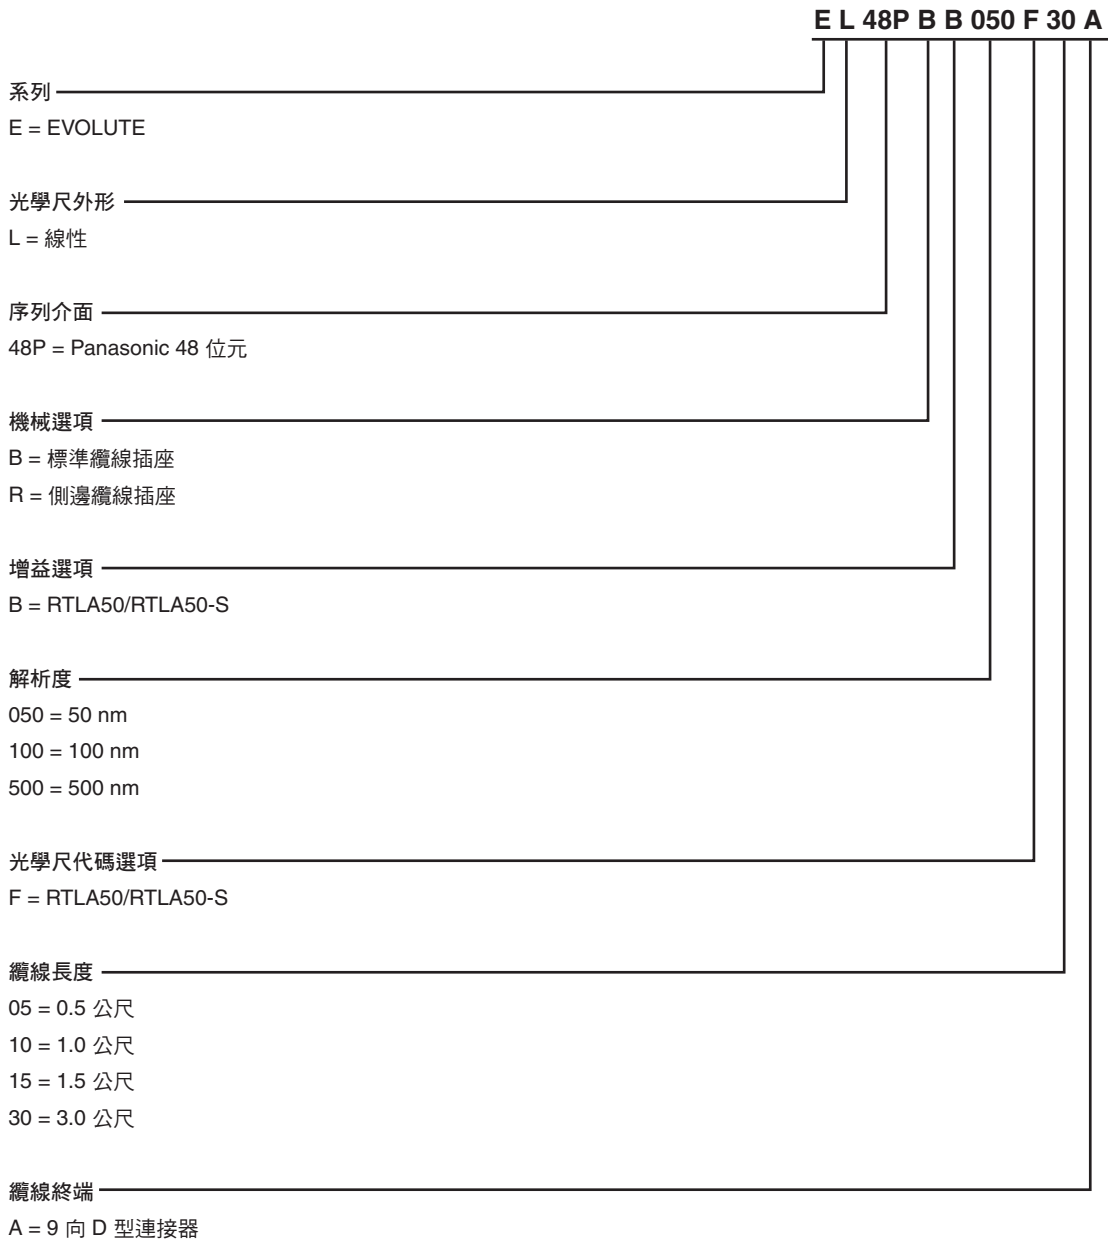 E L 48P B B 050 F 30 A
系列
E = EVOLUTE
光學尺外形
L = 線性
序列介面
48P = Panasonic 48 位元
機械選項
B = 標準纜線插座
R = 側邊纜線插座
增益選項
B = RTLA50/RTLA50-S
解析度
050 = 50 nm
100 = 100 nm
500 = 500 nm
光學尺代碼選項
F = RTLA50/RTLA50-S
纜線長度
05 = 0.5 公尺
10 = 1.0 公尺
15 = 1.5 公尺
30 = 3.0 公尺
纜線終端
A = 9 向 D 型連接器